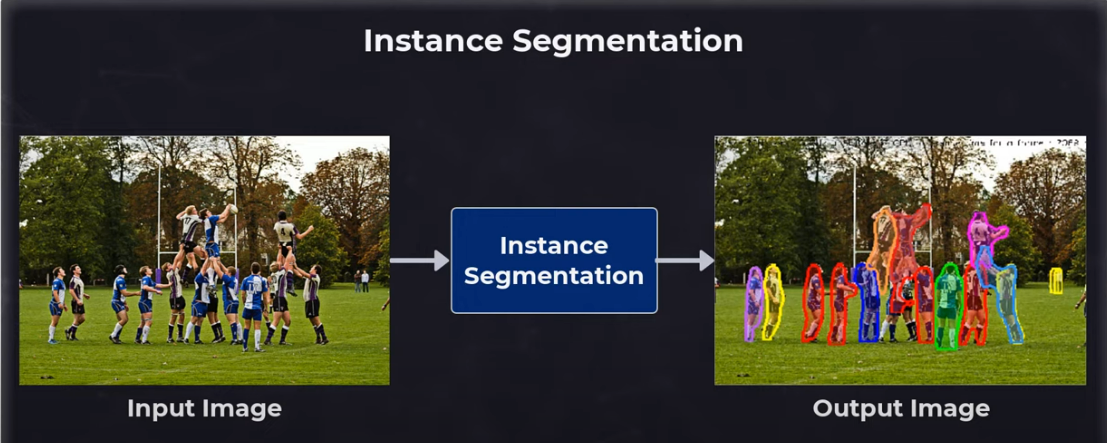 Instance Segmentation
Instance
Segmentation
Input Image
Output Image